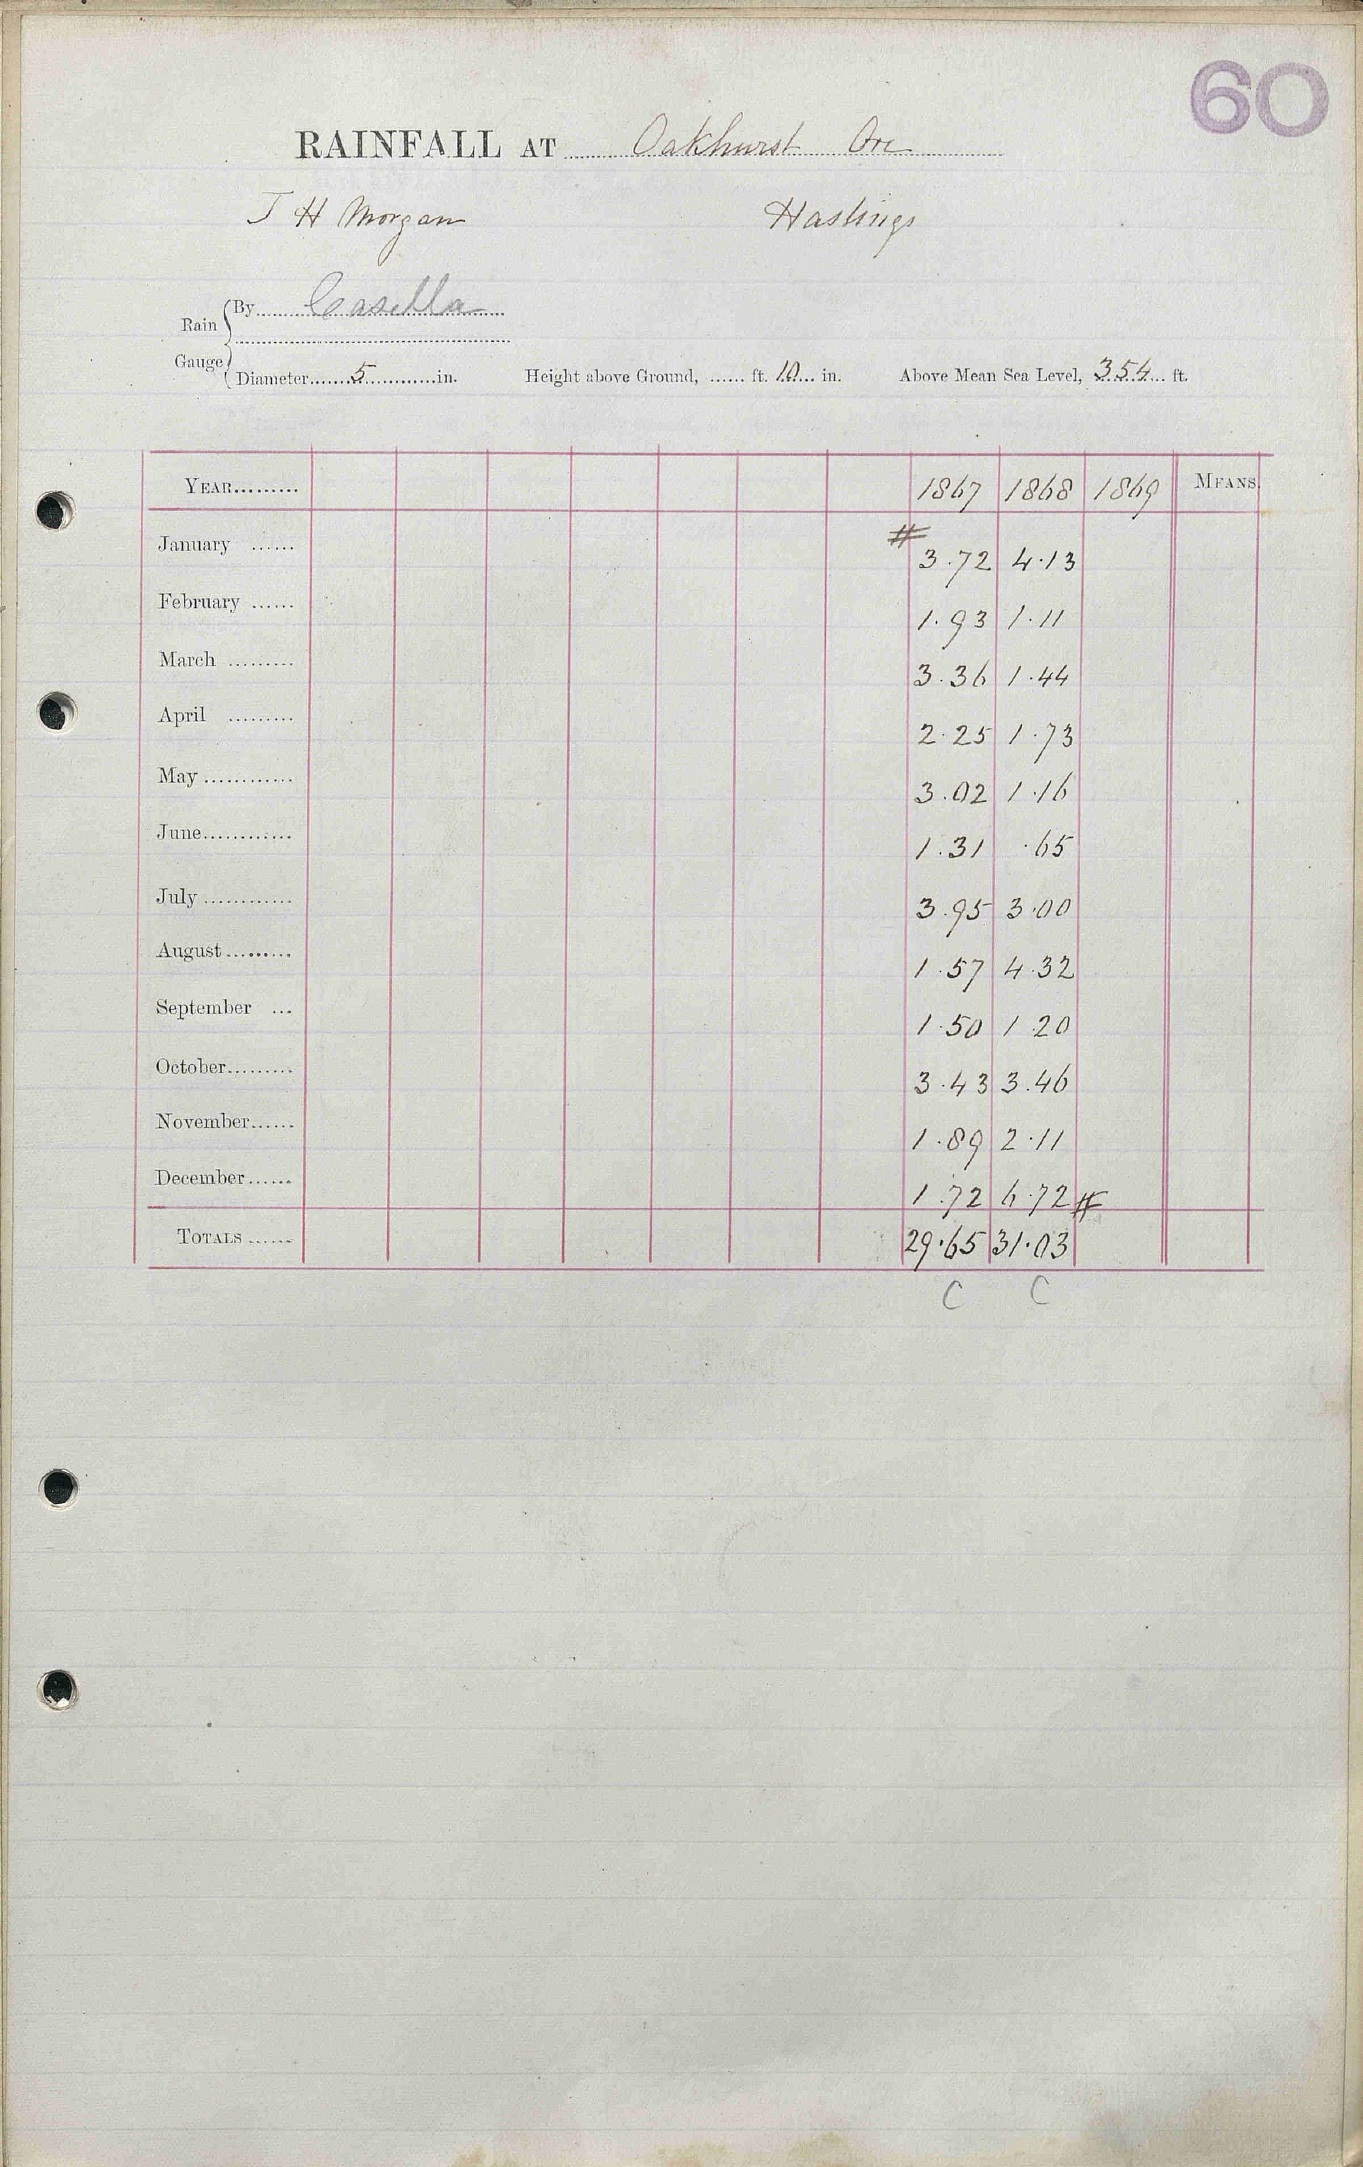 60
RAINFALL AT Oakhurst Ore
J H Morgan Hastings
Rain Gauge
By Casella
Diameter 5 in. Height above Ground, ft. 10 in. Above Mean Sea Level, 354 ft.
YEAR 1867 1868 1869 MEANS.
#
January 3.72 4.13
February 1.93 1.11
March 3.36 1.44
April 2.25 1.73
May 3.02 1.16
June 1.31 .65
July 3.95 3.00
August 1.57 4.32
September 1.50 1.20
October 3.43 3.46
November 1.89 2.11
December 1.72 6.72 #
TOTALS 29.65 31.03
C C